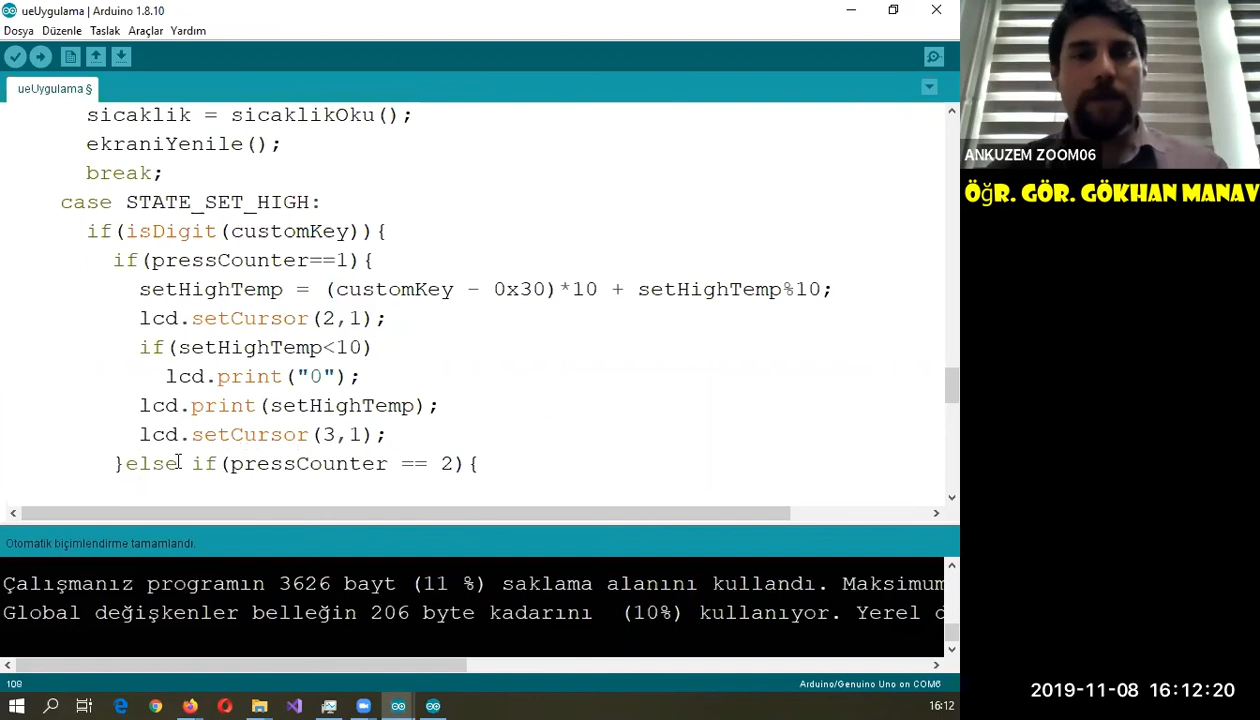 ueUygulama § | Arduino 1.8.10
Dosya Düzenle Taslak Araçlar Yardım
ueUygulama §
sicaklik = sicaklikOku();
ekraniYenile();
break;
case STATE_SET_HIGH:
if(isDigit(customKey)){
if(pressCounter==1){
setHighTemp = (customKey - 0x30)*10 + setHighTemp%10;
lcd.setCursor(2,1);
if(setHighTemp<10)
lcd.print("0");
lcd.print(setHighTemp);
lcd.setCursor(3,1);
}else if(pressCounter == 2){
Otomatik biçimlendirme tamamlandı.
Çalışmanız programın 3626 bayt (11 %) saklama alanını kullandı. Maksimum
Global değişkenler belleğin 206 byte kadarını (10%) kullanıyor. Yerel d
108
Arduino/Genuino Uno on COM6
16:12
ANKUZEM ZOOM06
ÖĞR. GÖR. GÖKHAN MANAV
2019-11-08 16:12:20